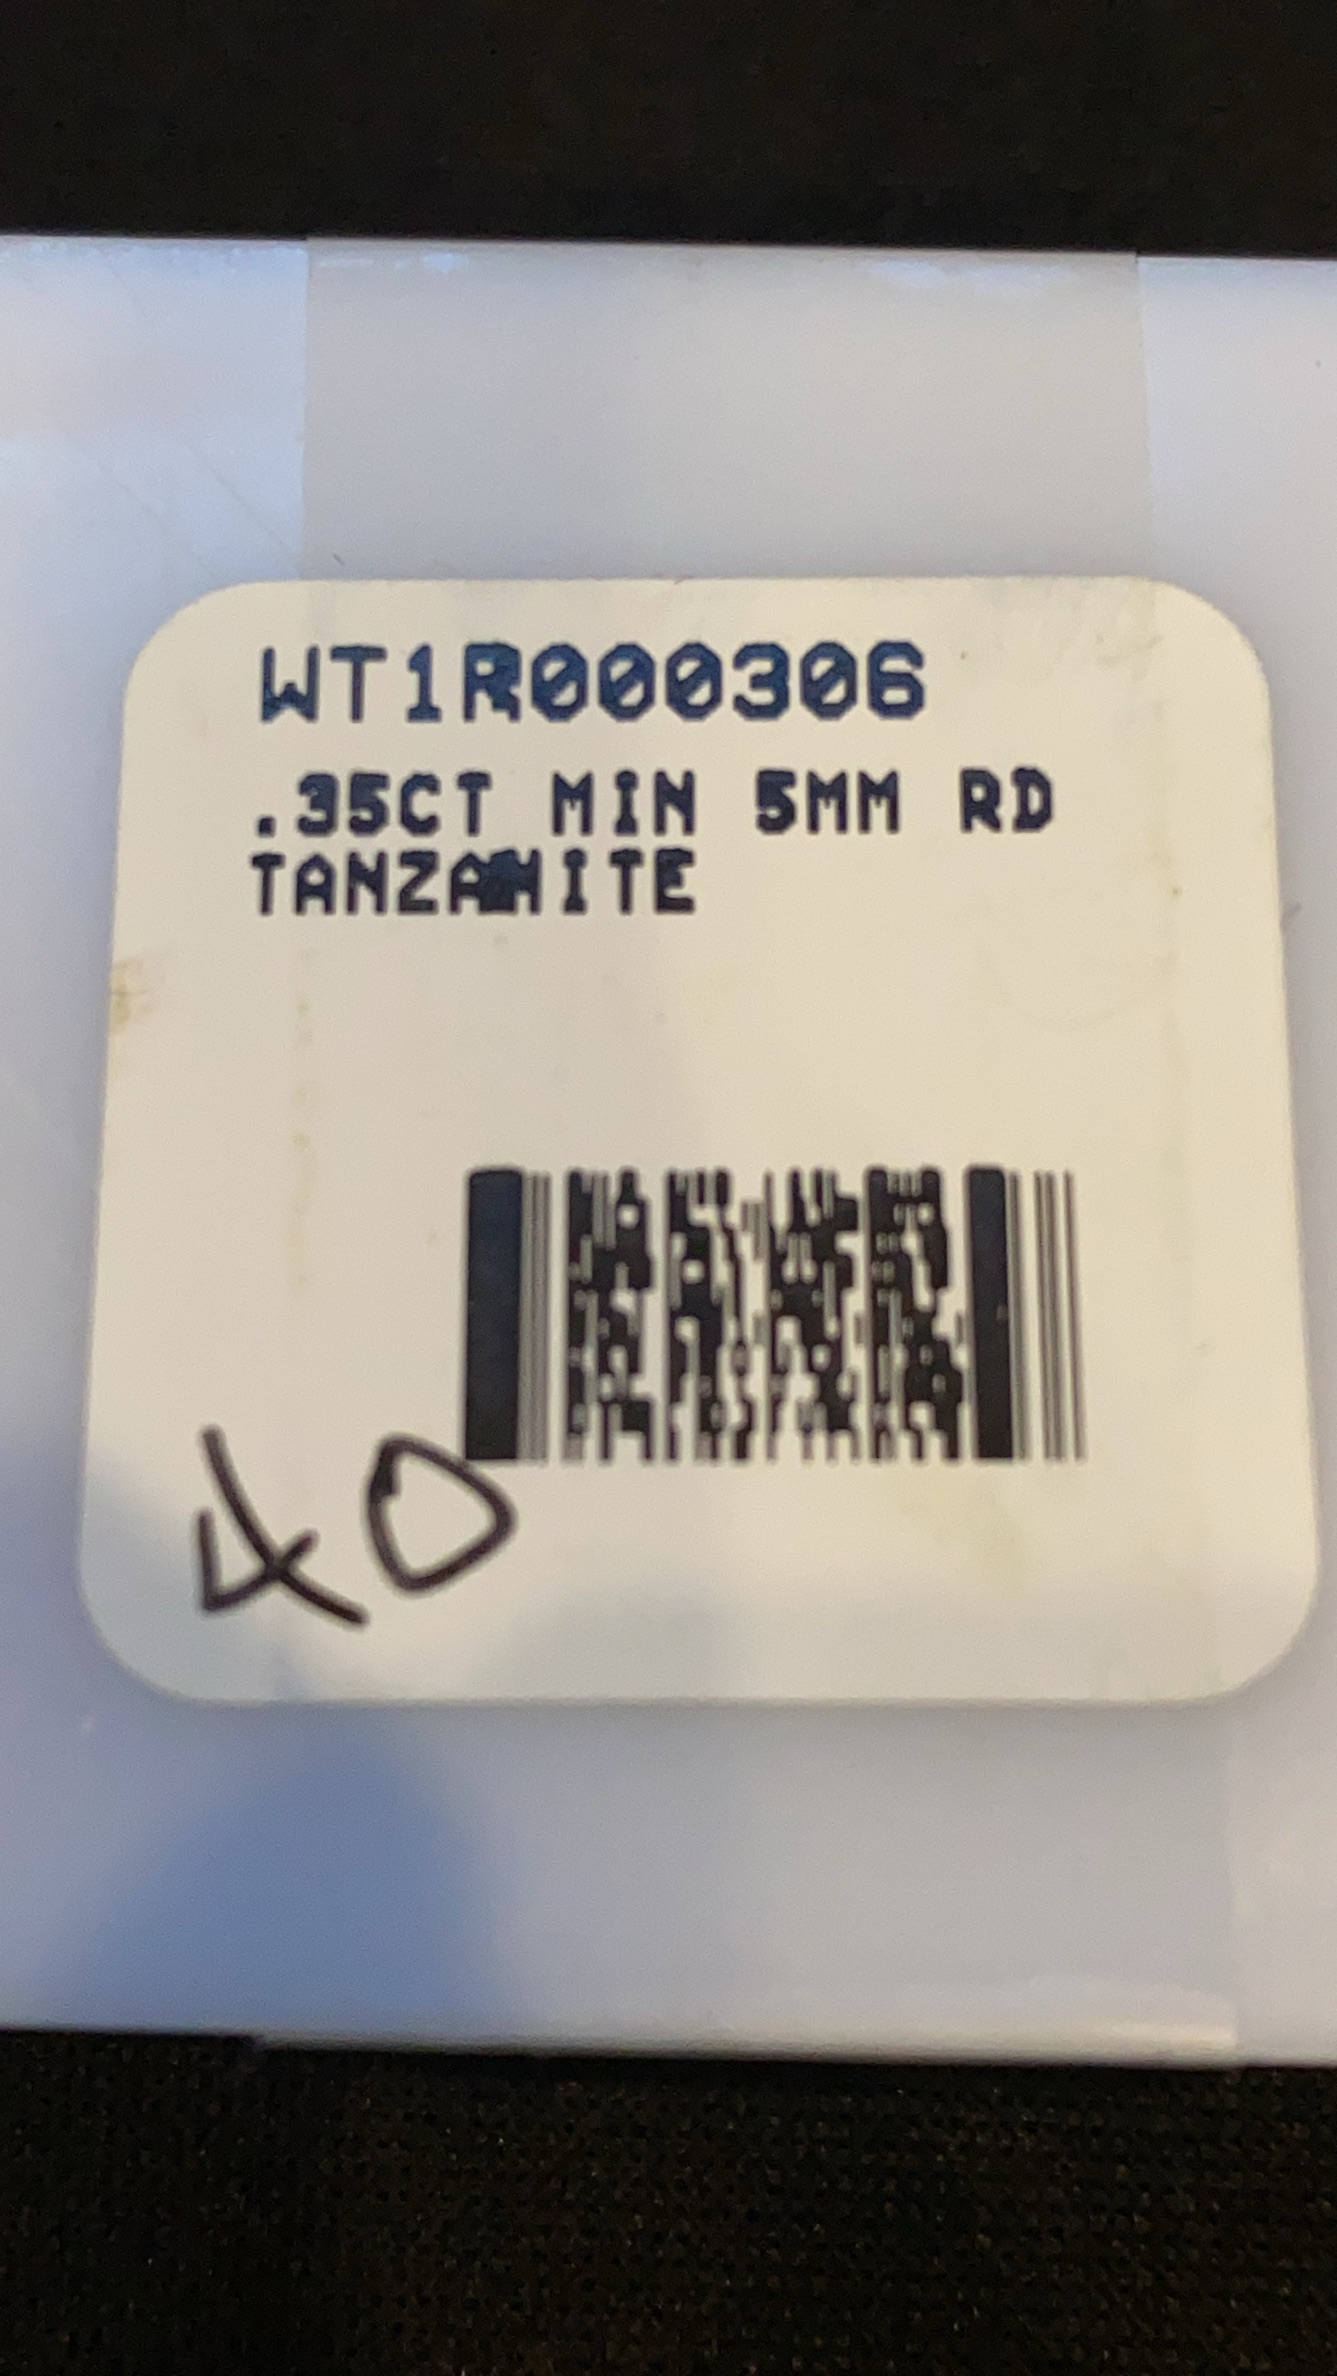 WT1R000306
.35CT MIN 5MM RD
TANZANITE
40